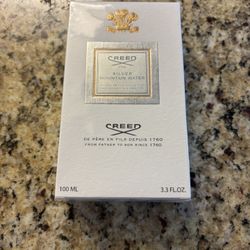 CREED
SILVER
MOUNTAIN WATER
CREED
DE PÈRE EN FILS DEPUIS 1760
FROM FATHER TO SON SINCE 1760
100 ML
3.3 FL.OZ.